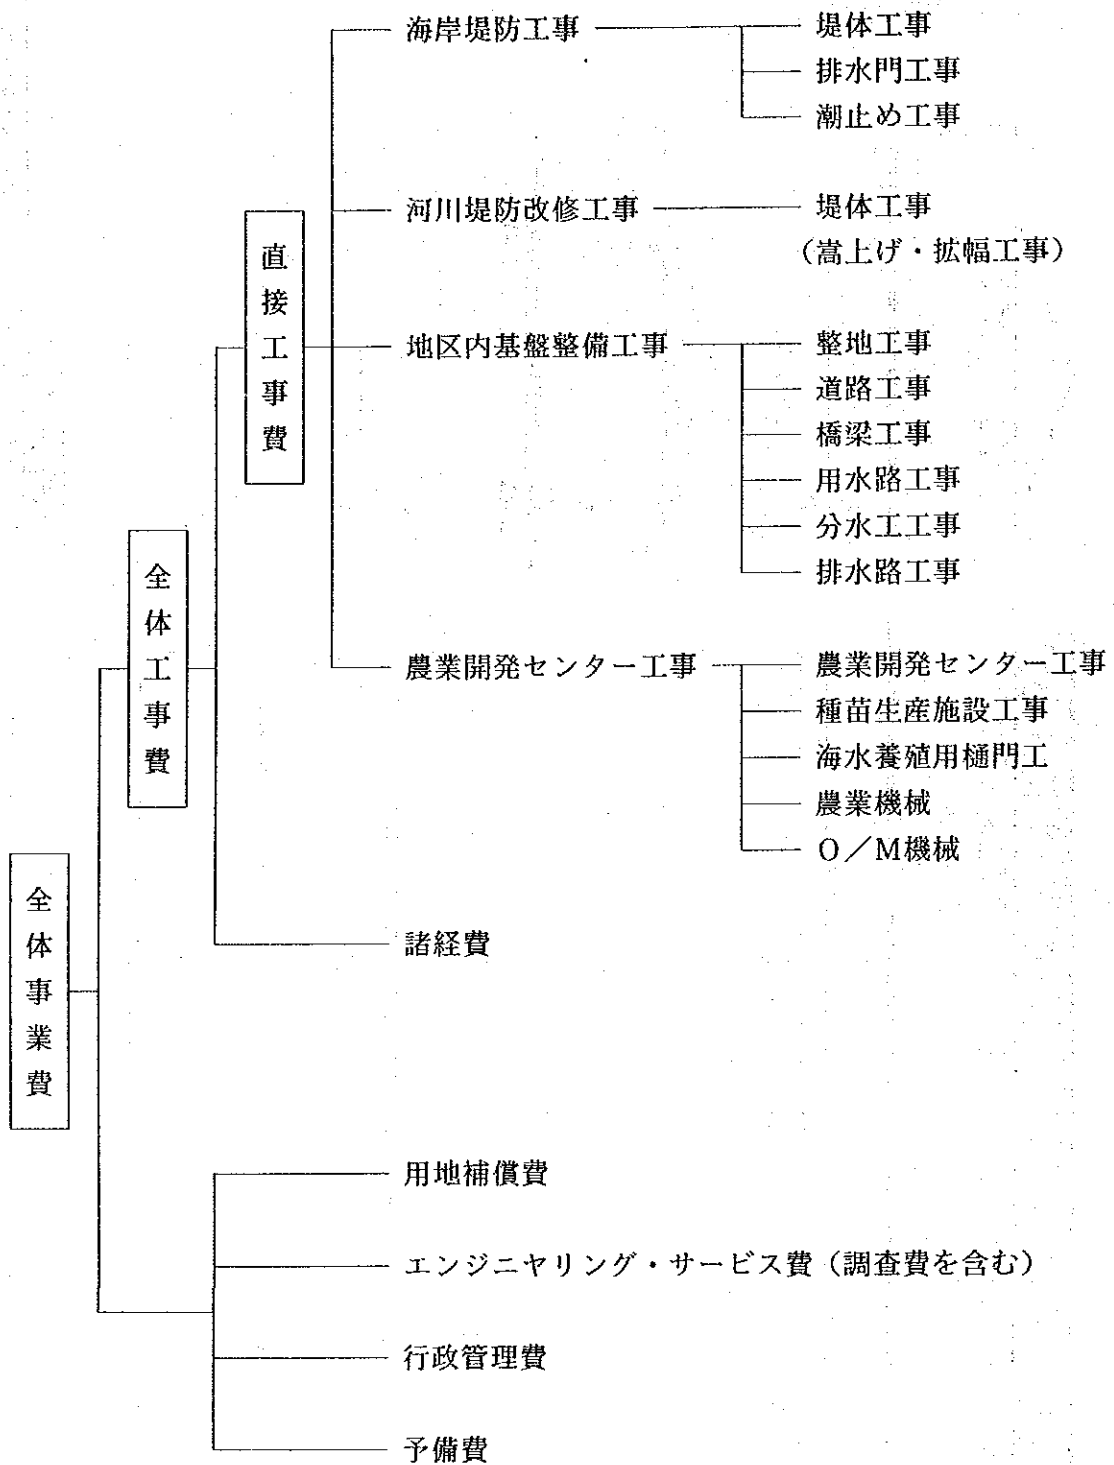 海岸堤防工事
堤体工事
排水門工事
潮止め工事
河川堤防改修工事
堤体工事
(嵩上げ・拡幅工事)
直接工事費
地区内基盤整備工事
整地工事
道路工事
橋梁工事
用水路工事
分水工工事
排水路工事
全体工事費
農業開発センター工事
農業開発センター工事
種苗生産施設工事
海水養殖用樋門工
農業機械
O/M機械
全体事業費
諸経費
用地補償費
エンジニヤリング・サービス費(調査費を含む)
行政管理費
予備費